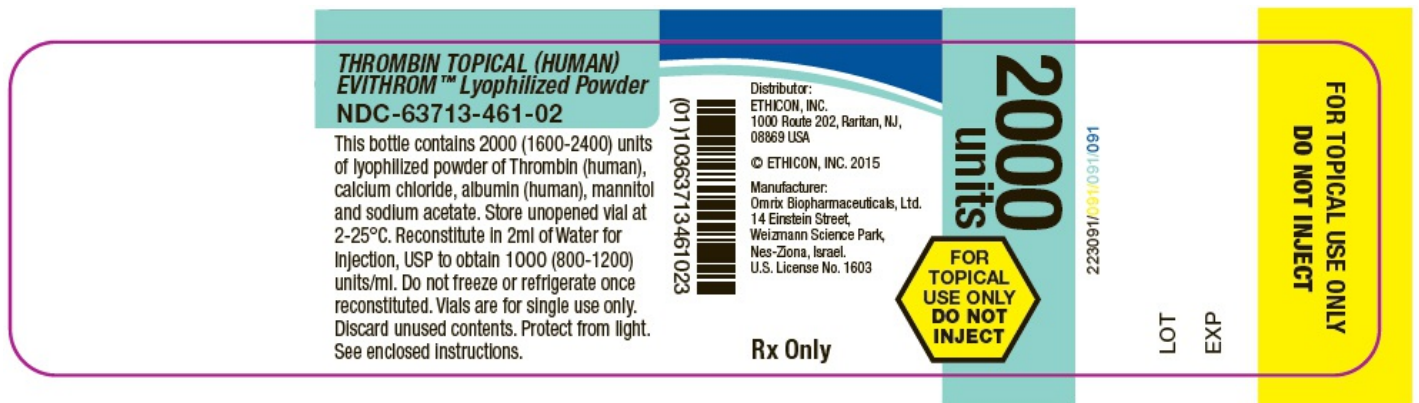 THROMBIN TOPICAL (HUMAN)
EVITHROM™ Lyophilized Powder
NDC-63713-461-02
This bottle contains 2000 (1600-2400) units
of lyophilized powder of Thrombin (human),
calcium chloride, albumin (human), mannitol
and sodium acetate. Store unopened vial at
2-25°C. Reconstitute in 2ml of Water for
Injection, USP to obtain 1000 (800-1200)
units/ml. Do not freeze or refrigerate once
reconstituted. Vials are for single use only.
Discard unused contents. Protect from light.
See enclosed instructions.
(01)10363713461023
Distributor:
ETHICON, INC.
1000 Route 202, Raritan, NJ,
08869 USA
© ETHICON, INC. 2015
Manufacturer:
Omrix Biopharmaceuticals, Ltd.
14 Einstein Street,
Weizmann Science Park,
Nes-Ziona, Israel.
U.S. License No. 1603
Rx Only
2000
units
FOR
TOPICAL
USE ONLY
DO NOT
INJECT
223091/091/091/091
LOT
EXP
FOR TOPICAL USE ONLY
DO NOT INJECT